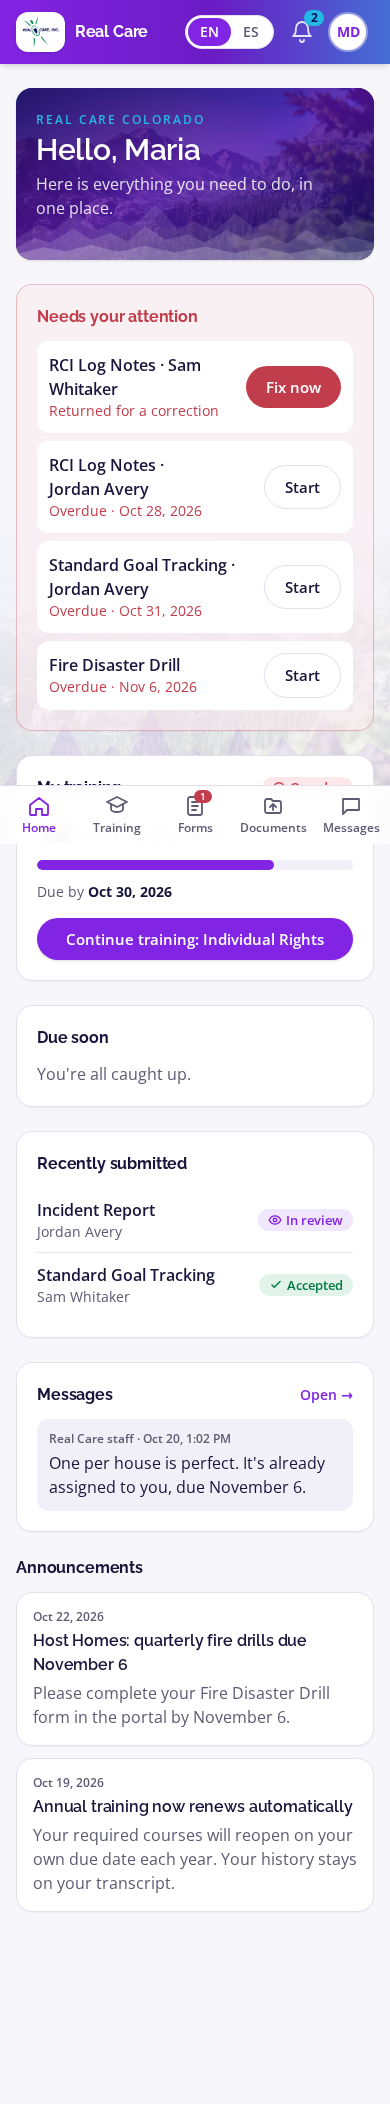 REAL CARE, INC.
Real Care
EN
ES
2
MD
REAL CARE COLORADO
Hello, Maria
Here is everything you need to do, in
one place.
Needs your attention
RCI Log Notes · Sam
Whitaker
Returned for a correction
Fix now
RCI Log Notes ·
Jordan Avery
Overdue · Oct 28, 2026
Start
Standard Goal Tracking ·
Jordan Avery
Overdue · Oct 31, 2026
Start
Fire Disaster Drill
Overdue · Nov 6, 2026
Start
My training
Home
Training
1
Forms
Documents
Messages
Due by Oct 30, 2026
Continue training: Individual Rights
Due soon
You're all caught up.
Recently submitted
Incident Report
Jordan Avery
In review
Standard Goal Tracking
Sam Whitaker
Accepted
Messages
Open →
Real Care staff · Oct 20, 1:02 PM
One per house is perfect. It's already
assigned to you, due November 6.
Announcements
Oct 22, 2026
Host Homes: quarterly fire drills due
November 6
Please complete your Fire Disaster Drill
form in the portal by November 6.
Oct 19, 2026
Annual training now renews automatically
Your required courses will reopen on your
own due date each year. Your history stays
on your transcript.